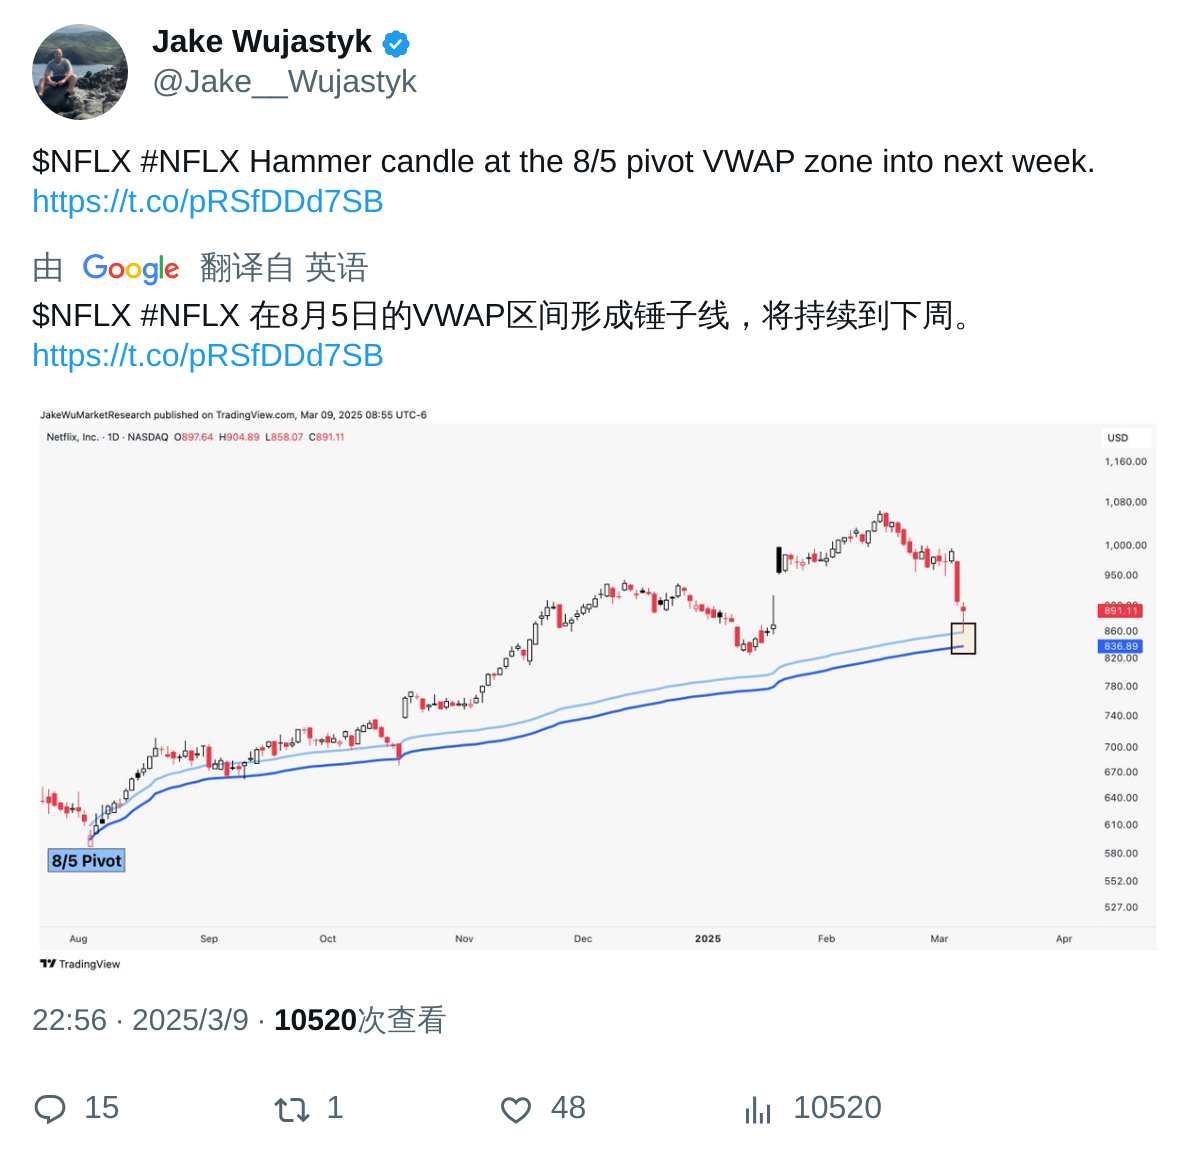 Jake Wujastyk
@Jake__Wujastyk
$NFLX #NFLX Hammer candle at the 8/5 pivot VWAP zone into next week.
https://t.co/pRSfDDd7SB
由 Google 翻译自 英语
$NFLX #NFLX 在8月5日的VWAP区间形成锤子线，将持续到下周。
https://t.co/pRSfDDd7SB
JakeWuMarketResearch published on TradingView.com, Mar 09, 2025 08:55 UTC-6
Netflix, Inc. · 1D · NASDAQ O897.64 H904.89 L858.07 C891.11
USD
1,160.00
1,080.00
1,000.00
950.00
891.11
860.00
836.89
820.00
780.00
740.00
700.00
670.00
640.00
610.00
580.00
552.00
527.00
8/5 Pivot
Aug Sep Oct Nov Dec 2025 Feb Mar Apr
TradingView
22:56 · 2025/3/9 · 10520次查看
15 1 48 10520